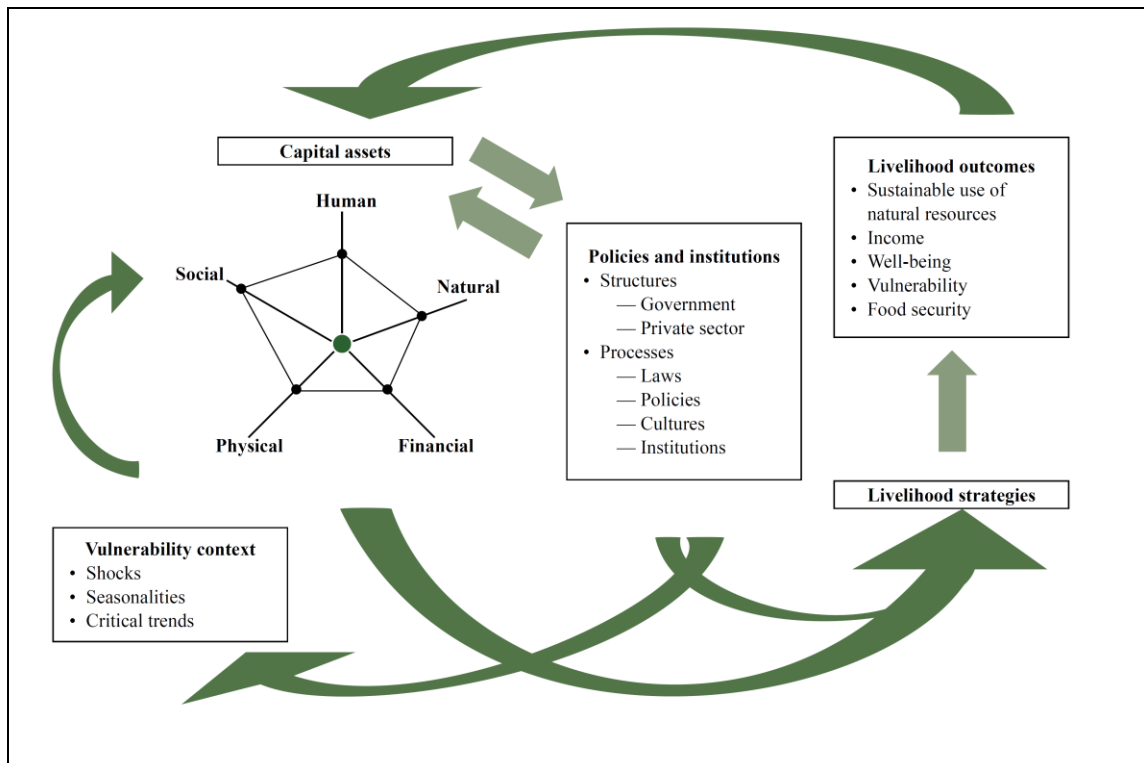 Capital assets
Human
Social
Natural
Physical
Financial
Policies and institutions
• Structures
— Government
— Private sector
• Processes
— Laws
— Policies
— Cultures
— Institutions
Livelihood outcomes
• Sustainable use of
natural resources
• Income
• Well-being
• Vulnerability
• Food security
Livelihood strategies
Vulnerability context
• Shocks
• Seasonalities
• Critical trends